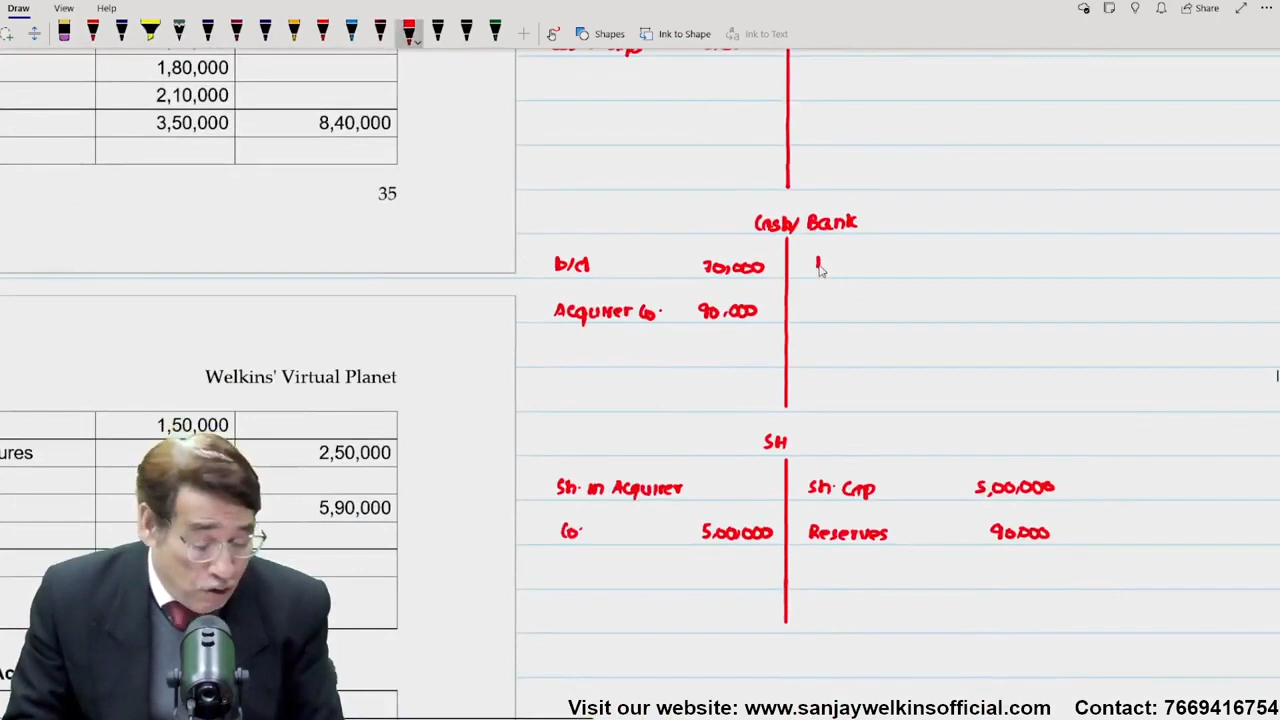 Draw View Help
Share
Shapes Ink to Shape Ink to Text
1,80,000
2,10,000
3,50,000 8,40,000
35
Cash/ Bank
b/d 70,000
Acquirer Co. 90,000
Welkins' Virtual Planet
1,50,000
ures 2,50,000
5,90,000
SH
Sh. in Acquirer Sh. Cap 5,00,000
Co. 5,00,000 Reserves 90,000
Visit our website: www.sanjaywelkinsofficial.com Contact: 7669416754